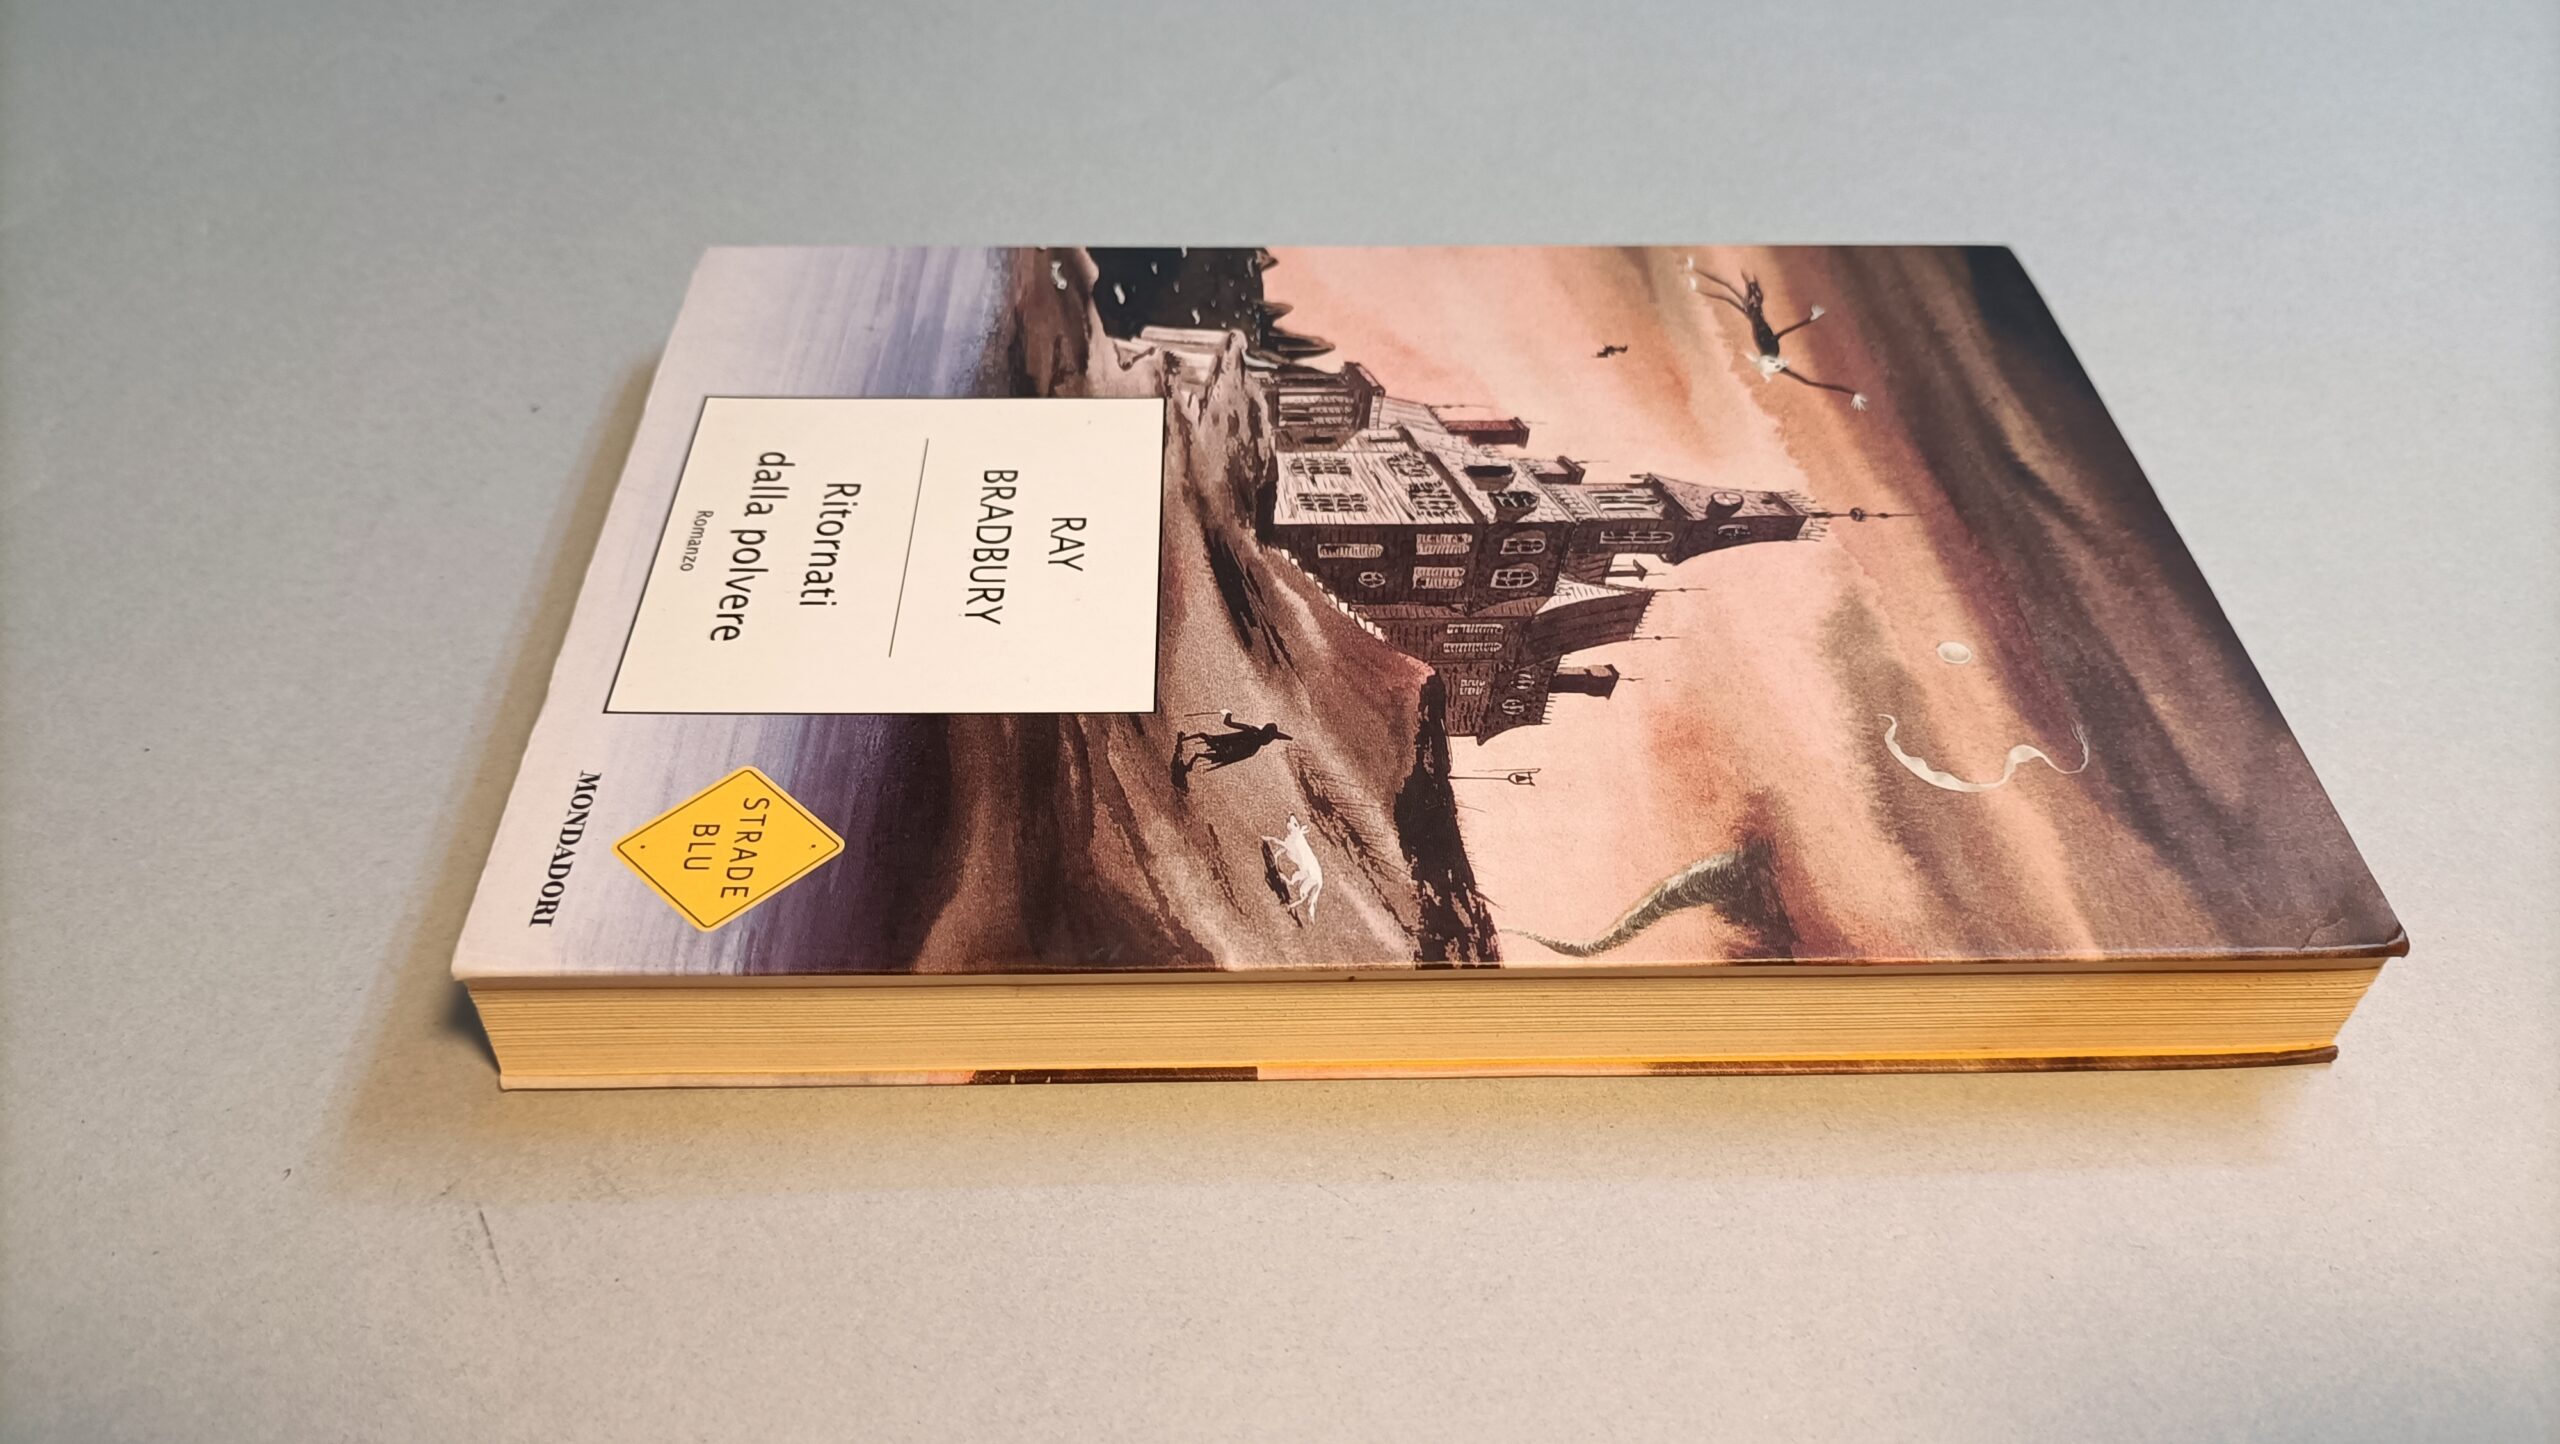 RAY
BRADBURY
Ritornati
dalla polvere
Romanzo
STRADE
BLU
MONDADORI